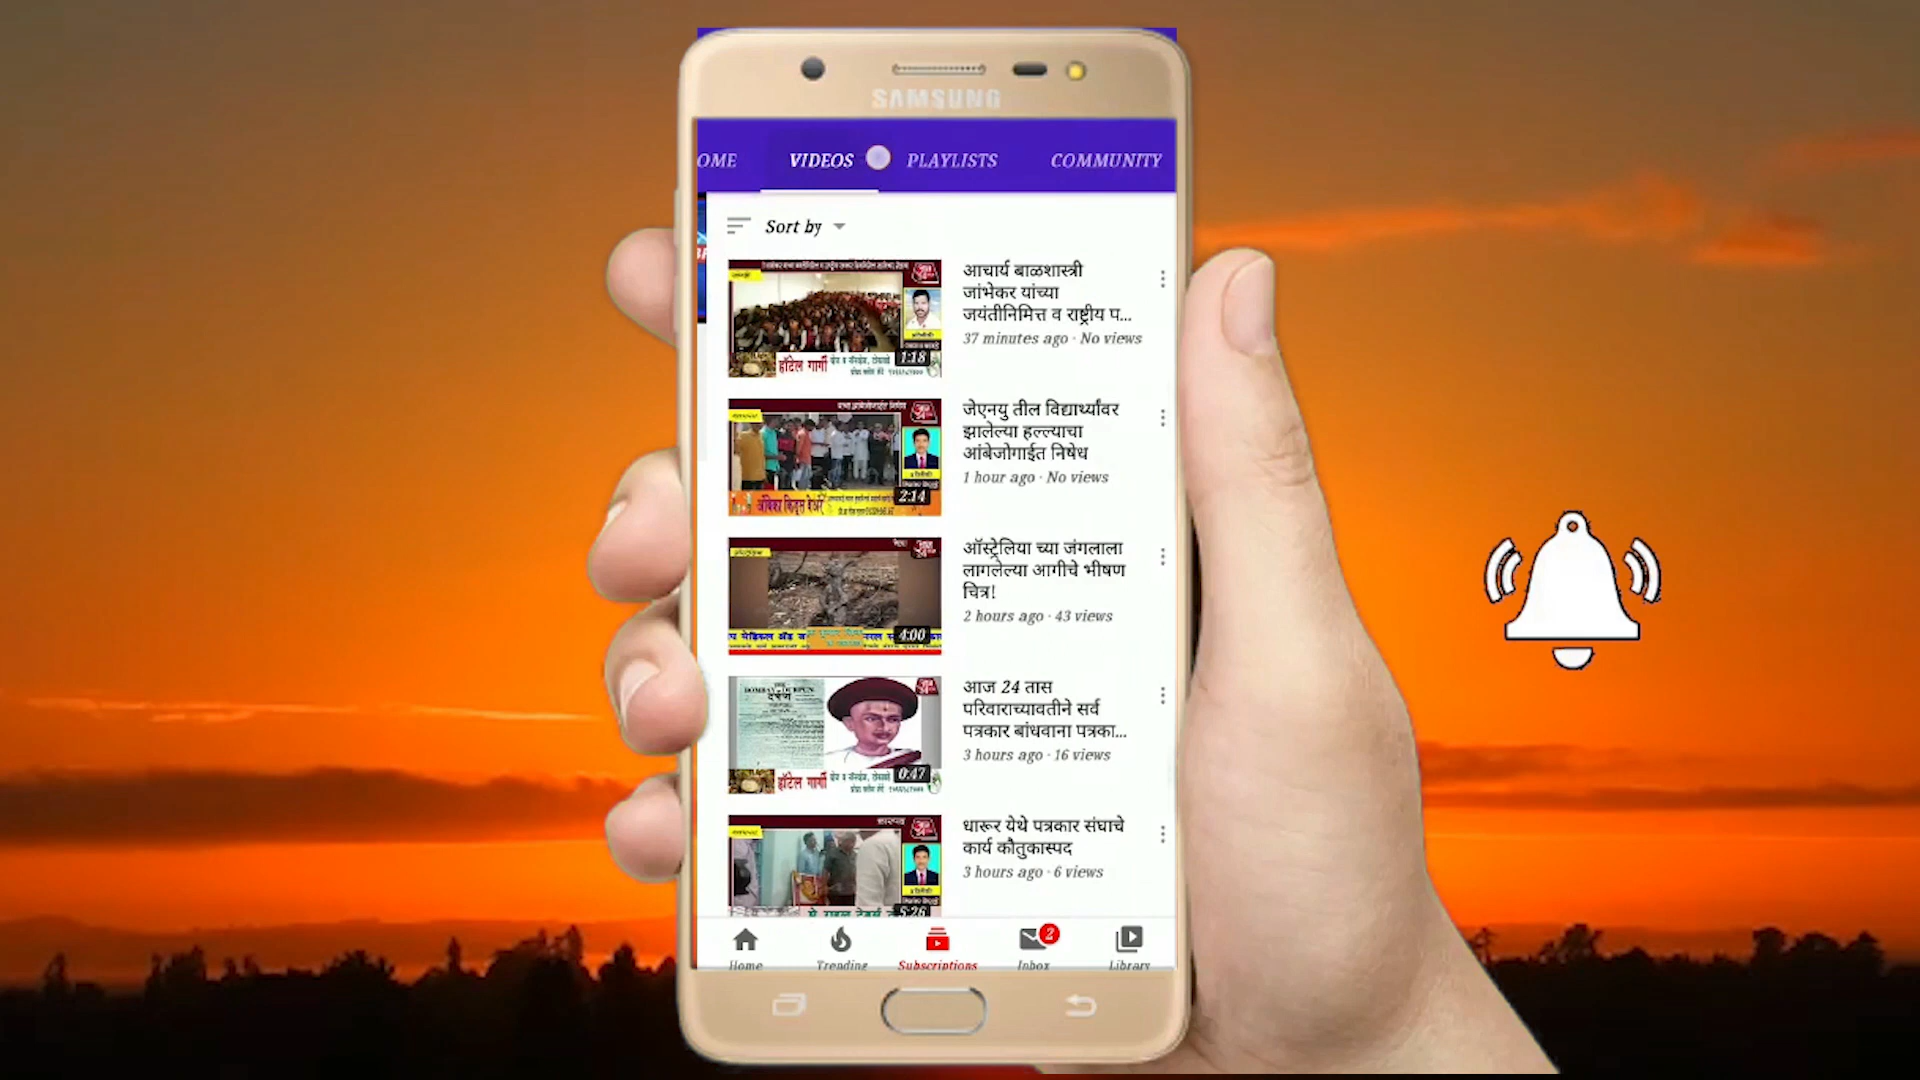 SAMSUNG
OME VIDEOS PLAYLISTS COMMUNITY
Sort by
आचार्य बाळशास्त्री
जांभेकर यांच्या
जयंतीनिमित्त व राष्ट्रीय प...
37 minutes ago · No views
हॉटेल गार्गी
1:18
जेएनयु तील विद्यार्थ्यांवर
झालेल्या हल्ल्याचा
आंबेजोगाईत निषेध
1 hour ago · No views
2:14
ऑस्ट्रेलिया च्या जंगलाला
लागलेल्या आगीचे भीषण
चित्र!
2 hours ago · 43 views
4:00
आज 24 तास
परिवाराच्यावतीने सर्व
पत्रकार बांधवाना पत्रका...
3 hours ago · 16 views
हॉटेल गार्गी
0:47
धारूर येथे पत्रकार संघाचे
कार्य कौतुकास्पद
3 hours ago · 6 views
5:26
2
Home Trending Subscriptions Inbox Library